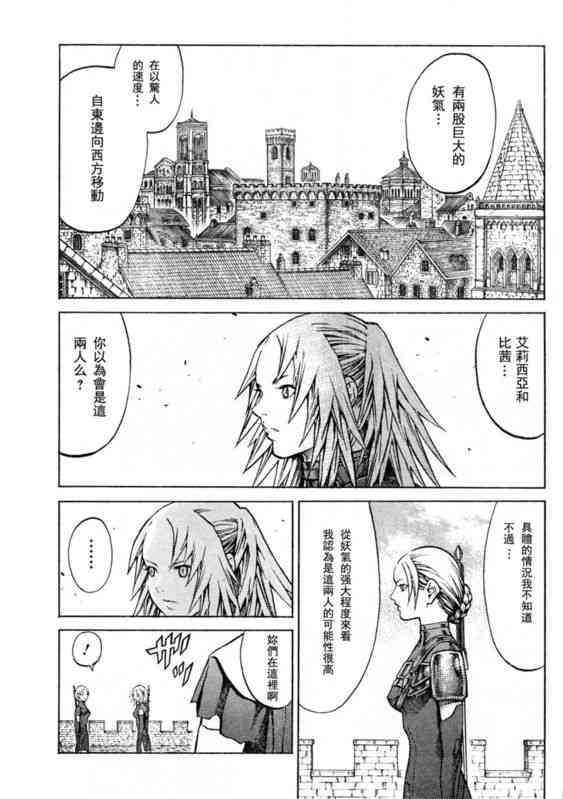 有兩股巨大的
妖氣…
在以驚人
的速度…
自東邊向西方移動
艾莉西亞和
比茜…
你以為會是這
兩人么？
具體的情況我不知道
不過…
從妖氣的强大程度來看
我認為是這兩人的可能性很高
……
妳們在這裡啊
！